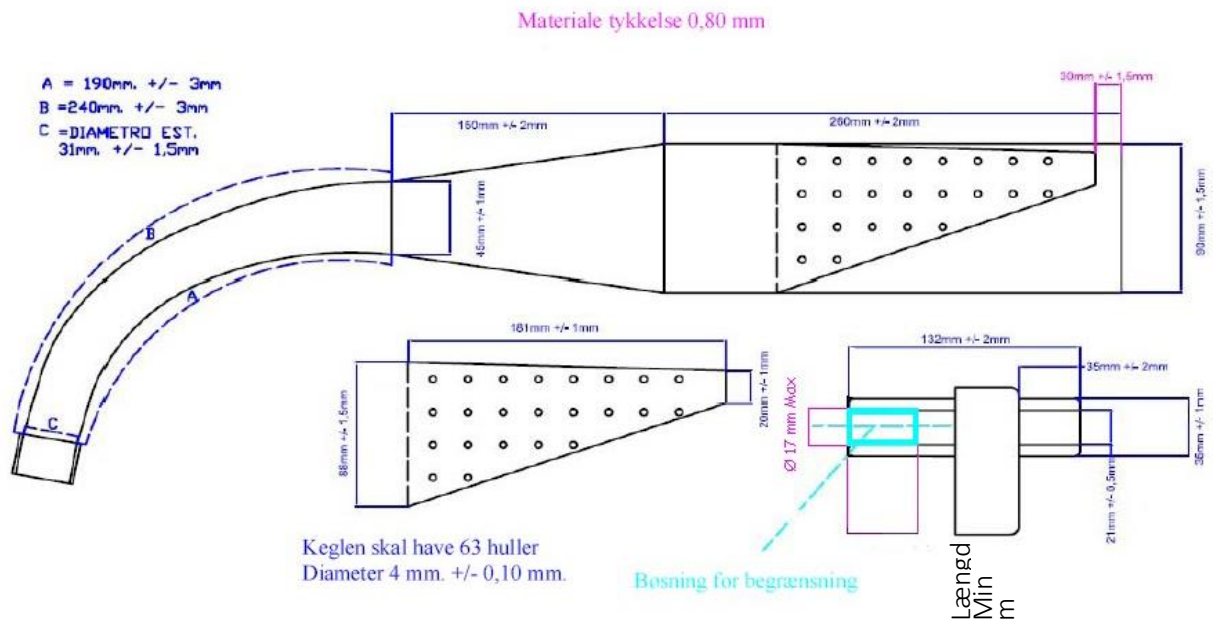 Materiale tykkelse 0,80 mm
A = 190mm. +/- 3mm
B =240mm. +/- 3mm
C =DIAMETRO EST.
31mm. +/- 1,5mm
30mm +/- 1,5mm
150mm +/- 2mm
260mm +/- 2mm
B
A
C
45mm +/- 1mm
90mm +/- 1,5mm
181mm +/- 1mm
88mm +/- 1,5mm
20mm +/- 1mm
132mm +/- 2mm
35mm +/- 2mm
Ø 17 mm Max
21mm +/- 0,5mm
36mm +/- 1mm
Keglen skal have 63 huller
Diameter 4 mm. +/- 0,10 mm.
Bøsning for begrænsning
Længd
Min
m